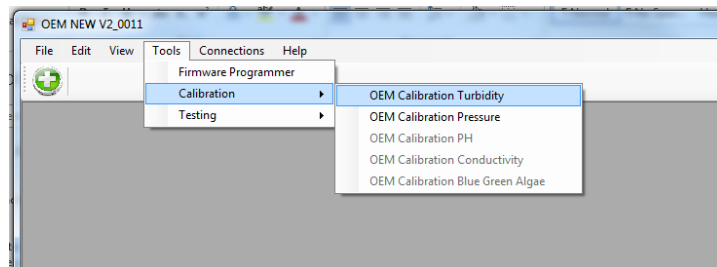 OEM NEW V2_0011
File Edit View Tools Connections Help
Firmware Programmer
Calibration
Testing
OEM Calibration Turbidity
OEM Calibration Pressure
OEM Calibration PH
OEM Calibration Conductivity
OEM Calibration Blue Green Algae